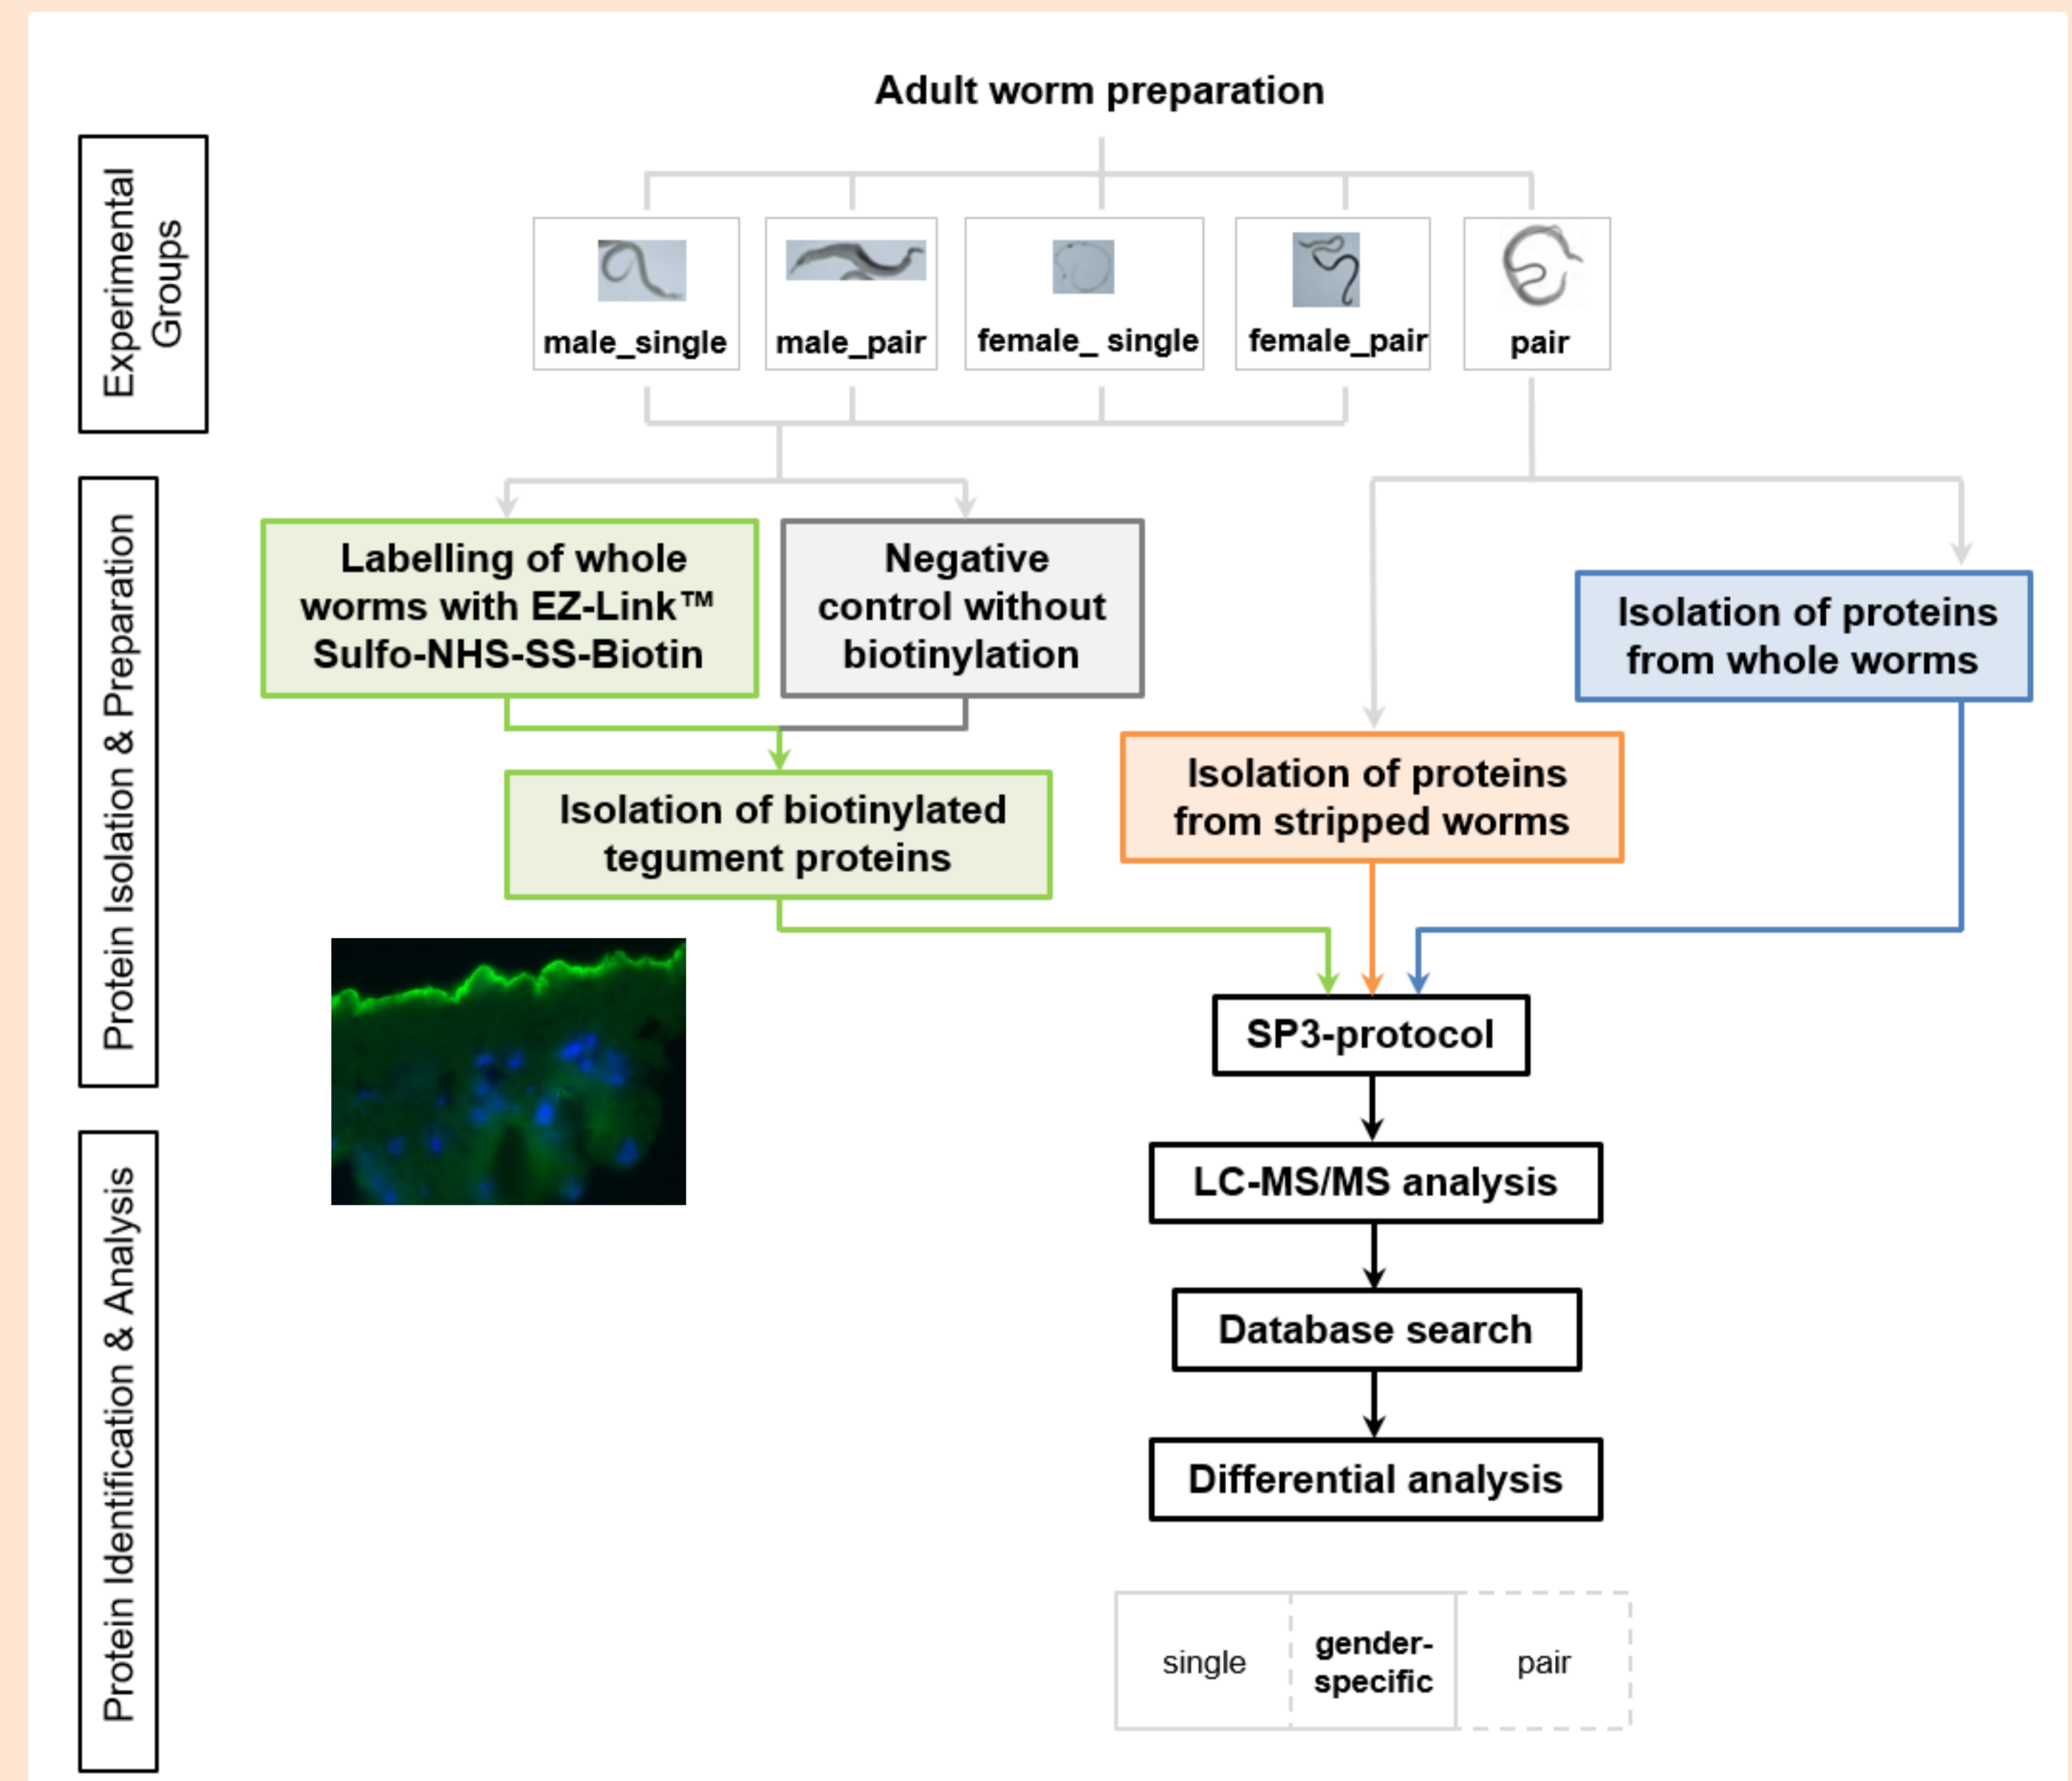 Adult worm preparation
Experimental
Groups
male_single
male_pair
female_ single
female_pair
pair
Protein Isolation & Preparation
Labelling of whole
worms with EZ-Link™
Sulfo-NHS-SS-Biotin
Negative
control without
biotinylation
Isolation of proteins
from whole worms
Isolation of proteins
from stripped worms
Isolation of biotinylated
tegument proteins
SP3-protocol
Protein Identification & Analysis
LC-MS/MS analysis
Database search
Differential analysis
single
gender-
specific
pair